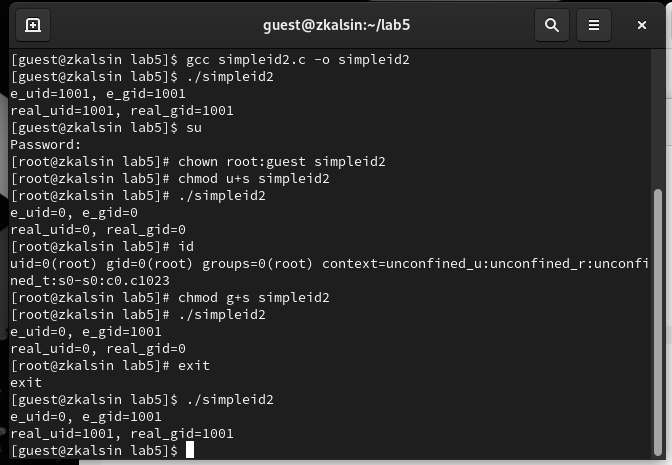 guest@zkalsin:~/lab5
[guest@zkalsin lab5]$ gcc simpleid2.c -o simpleid2
[guest@zkalsin lab5]$ ./simpleid2
e_uid=1001, e_gid=1001
real_uid=1001, real_gid=1001
[guest@zkalsin lab5]$ su
Password:
[root@zkalsin lab5]# chown root:guest simpleid2
[root@zkalsin lab5]# chmod u+s simpleid2
[root@zkalsin lab5]# ./simpleid2
e_uid=0, e_gid=0
real_uid=0, real_gid=0
[root@zkalsin lab5]# id
uid=0(root) gid=0(root) groups=0(root) context=unconfined_u:unconfined_r:unconfi
ned_t:s0-s0:c0.c1023
[root@zkalsin lab5]# chmod g+s simpleid2
[root@zkalsin lab5]# ./simpleid2
e_uid=0, e_gid=1001
real_uid=0, real_gid=0
[root@zkalsin lab5]# exit
exit
[guest@zkalsin lab5]$ ./simpleid2
e_uid=0, e_gid=1001
real_uid=1001, real_gid=1001
[guest@zkalsin lab5]$